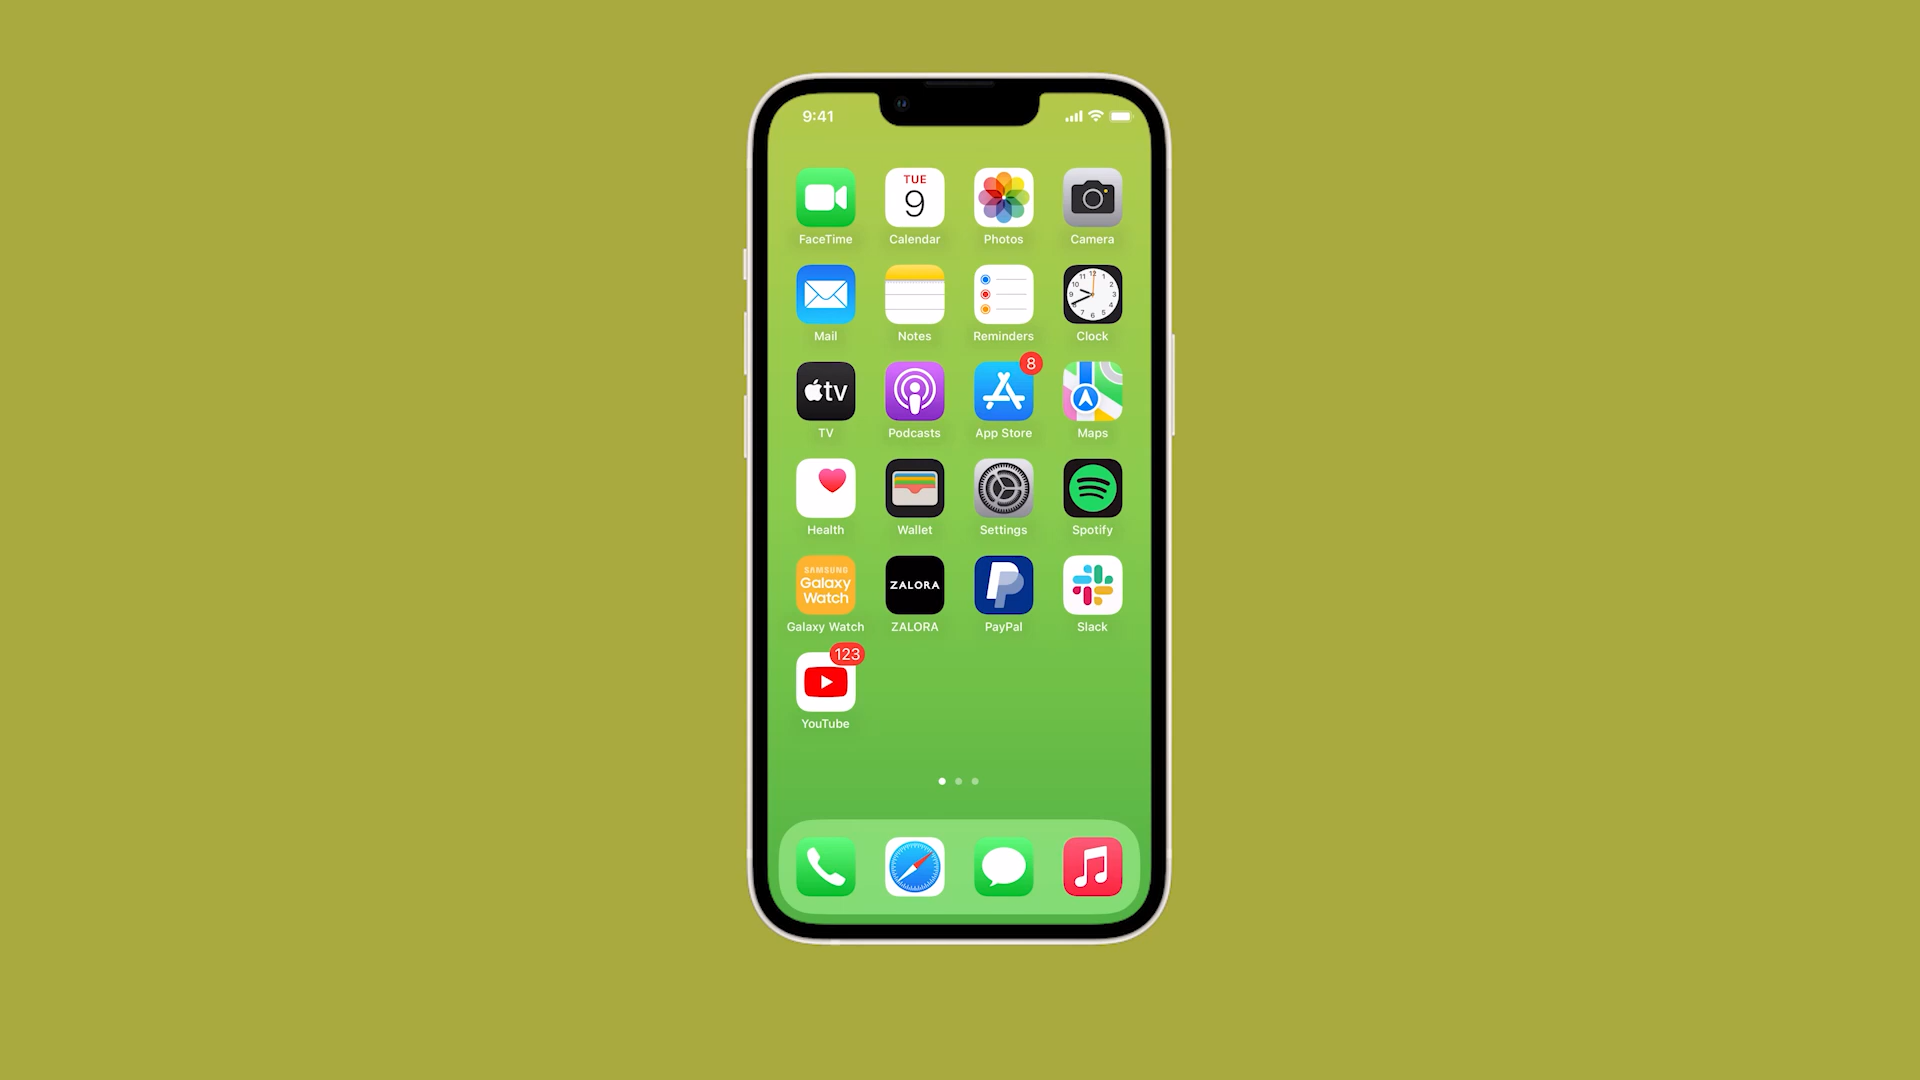 9:41
TUE
9
FaceTime
Calendar
Photos
Camera
Mail
Notes
Reminders
Clock
8
tv
TV
Podcasts
App Store
Maps
Health
Wallet
Settings
Spotify
SAMSUNG
Galaxy
Watch
ZALORA
Galaxy Watch
ZALORA
PayPal
Slack
123
YouTube